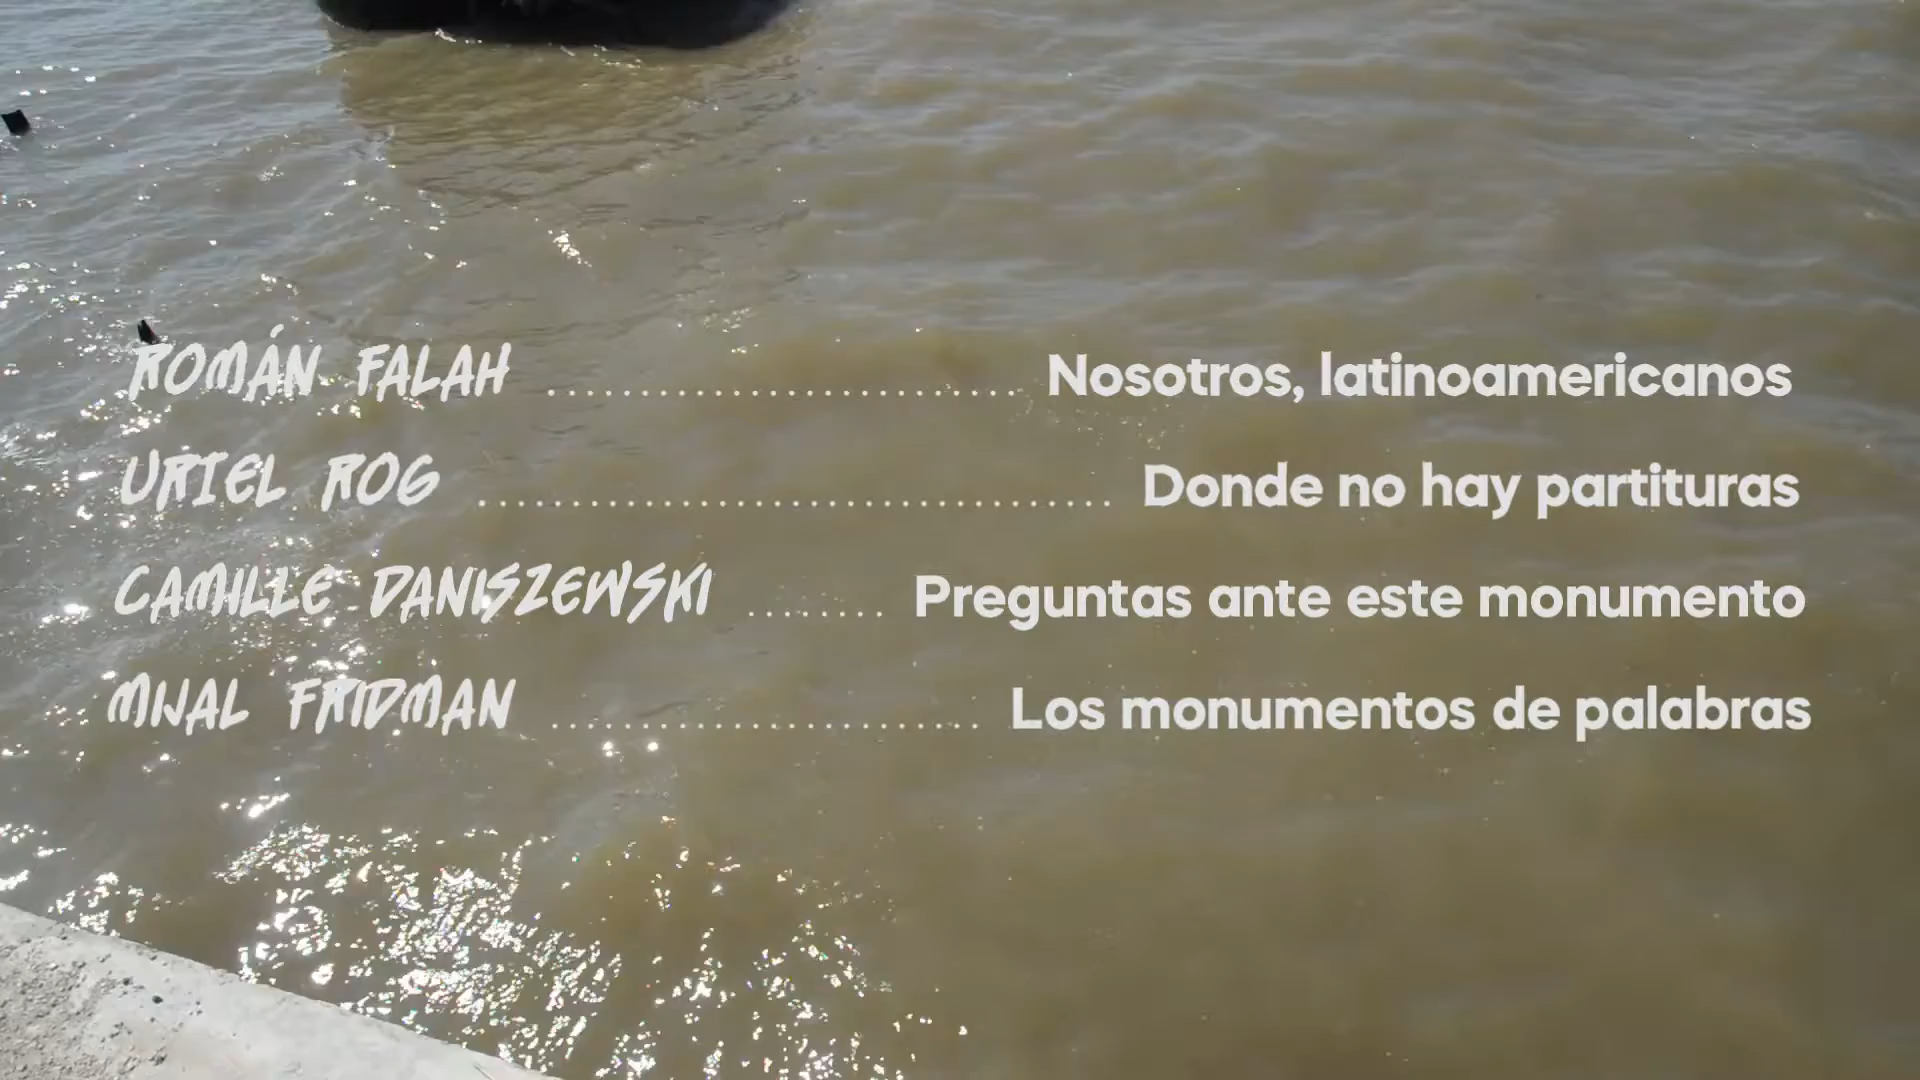 ROMÁN FALAH ........................... Nosotros, latinoamericanos
URIEL ROG ................................... Donde no hay partituras
CAMILLE DANISZEWSKI ........ Preguntas ante este monumento
MIJAL FRIDMAN ........................ Los monumentos de palabras